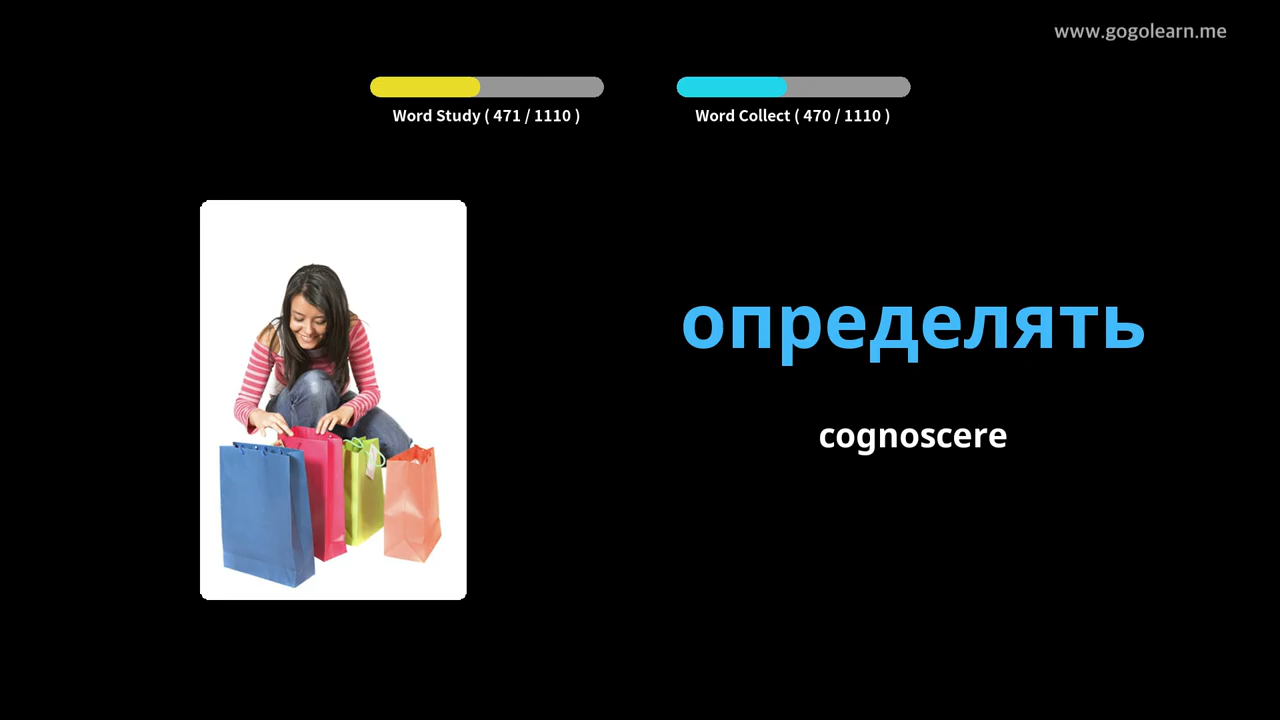 www.gogolearn.me
Word Study ( 471 / 1110 )
Word Collect ( 470 / 1110 )
определять
cognoscere